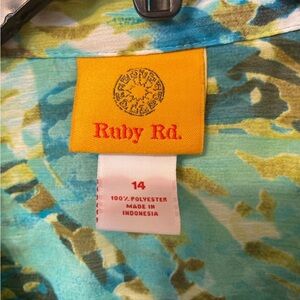 Ruby Rd.
14
100% POLYESTER
MADE IN
INDONESIA